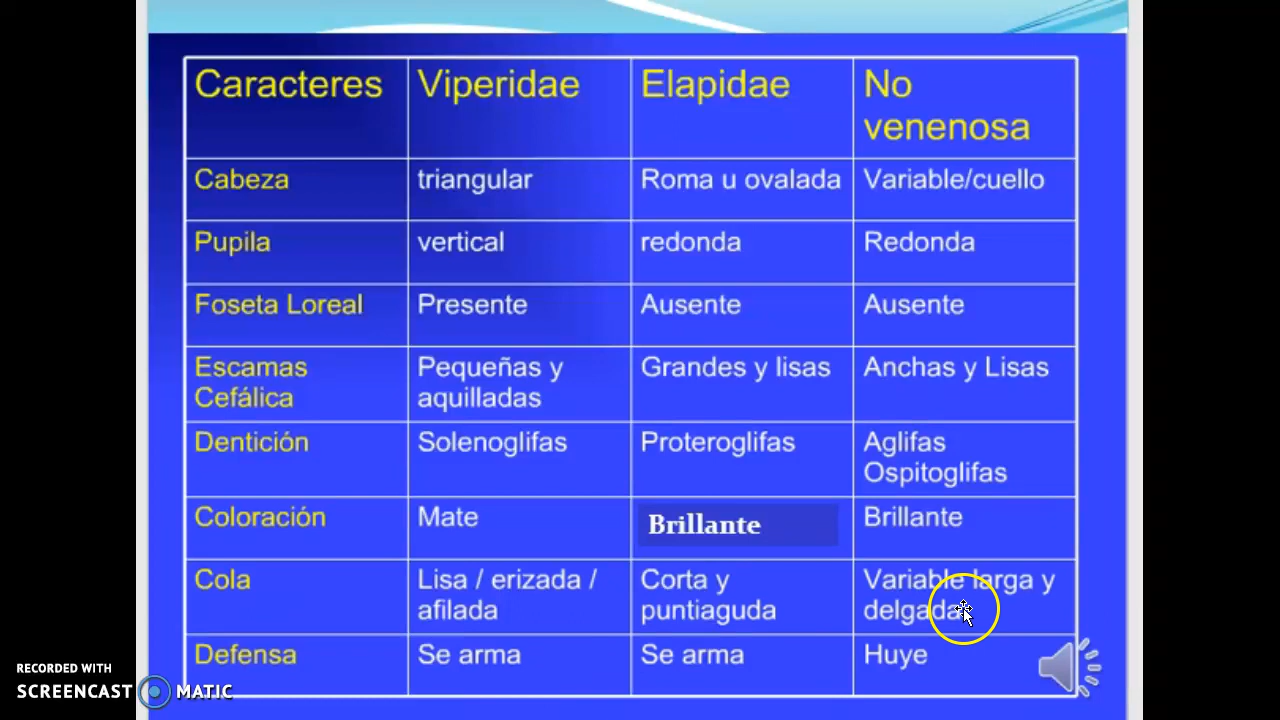 Caracteres Viperidae Elapidae No
venenosa
Cabeza triangular Roma u ovalada Variable/cuello
Pupila vertical redonda Redonda
Foseta Loreal Presente Ausente Ausente
Escamas Pequeñas y Grandes y lisas Anchas y Lisas
Cefálica aquilladas
Dentición Solenoglifas Proteroglifas Aglifas
Ospitoglifas
Coloración Mate Brillante Brillante
Cola Lisa / erizada / Corta y Variable larga y
afilada puntiaguda delgada
Defensa Se arma Se arma Huye
RECORDED WITH
SCREENCAST MATIC